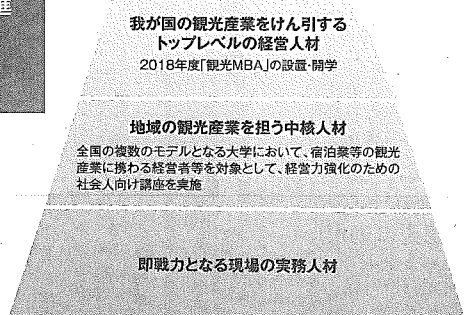 進
我が国の観光産業をけん引する
トップレベルの経営人材
2018年度「観光MBA」の設置・開学
地域の観光産業を担う中核人材
全国の複数のモデルとなる大学において、宿泊業等の観光
産業に携わる経営者等を対象として、経営力強化のための
社会人向け講座を実施
即戦力となる現場の実務人材